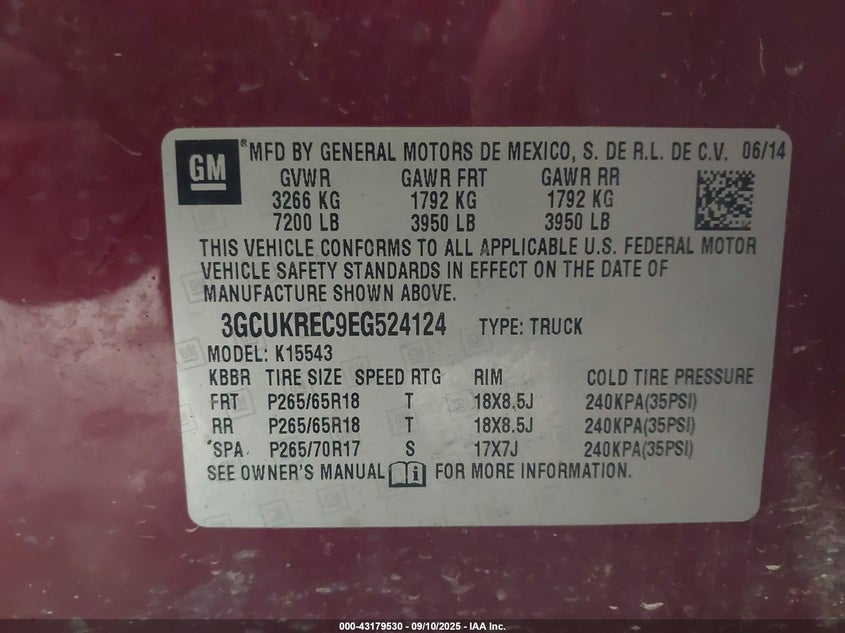 GM
®MFD BY GENERAL MOTORS DE MEXICO, S. DE R.L. DE C.V. 06/14
GVWR GAWR FRT GAWR RR
3266 KG 1792 KG 1792 KG
7200 LB 3950 LB 3950 LB
THIS VEHICLE CONFORMS TO ALL APPLICABLE U.S. FEDERAL MOTOR
VEHICLE SAFETY STANDARDS IN EFFECT ON THE DATE OF
MANUFACTURE SHOWN ABOVE.
3GCUKREC9EG524124 TYPE: TRUCK
MODEL: K15543
KBBR TIRE SIZE SPEED RTG RIM COLD TIRE PRESSURE
FRT P265/65R18 T 18X8.5J 240KPA(35PSI)
RR P265/65R18 T 18X8.5J 240KPA(35PSI)
*SPA P265/70R17 S 17X7J 240KPA(35PSI)
SEE OWNER'S MANUAL i FOR MORE INFORMATION.
000-43179530 - 09/10/2025 - IAA Inc.